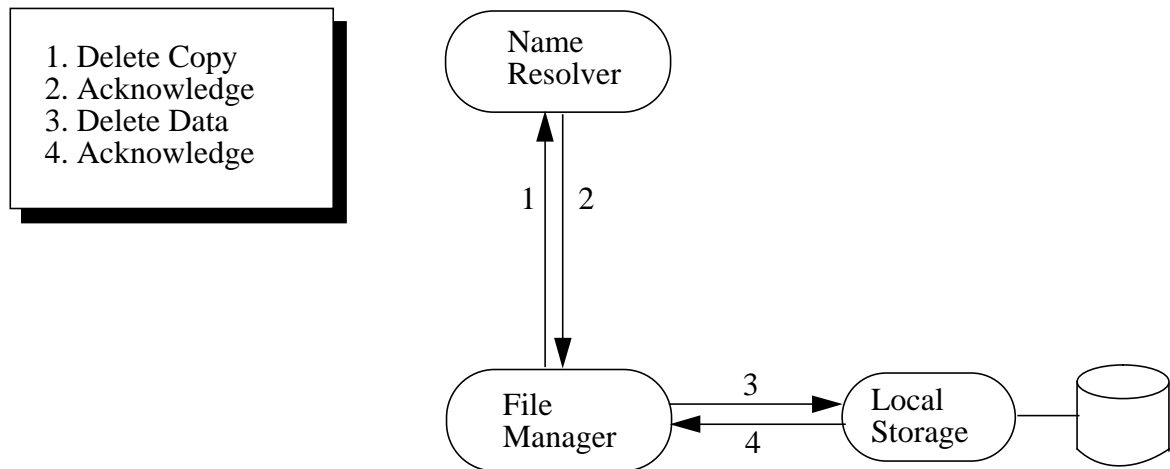 1. Delete Copy
2. Acknowledge
3. Delete Data
4. Acknowledge
Name
Resolver
1
2
File
Manager
3
4
Local
Storage